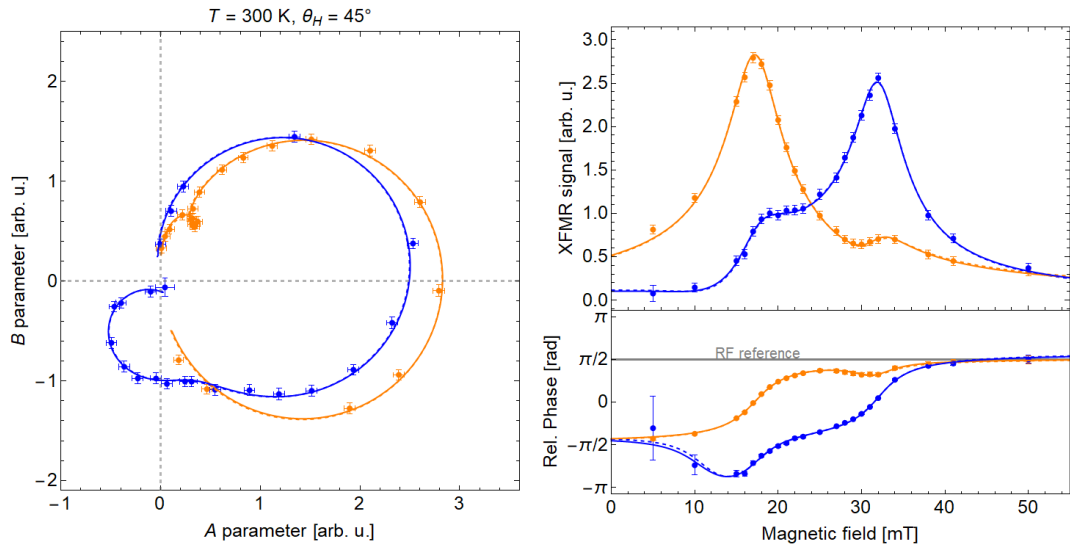 T = 300 K, θH = 45°
B parameter [arb. u.]
2
1
0
−1
−2
−1
0
1
2
3
A parameter [arb. u.]
XFMR signal [arb. u.]
3.0
2.5
2.0
1.5
1.0
0.5
0.0
Rel. Phase [rad]
π
π/2
0
−π/2
−π
RF reference
0
10
20
30
40
50
Magnetic field [mT]